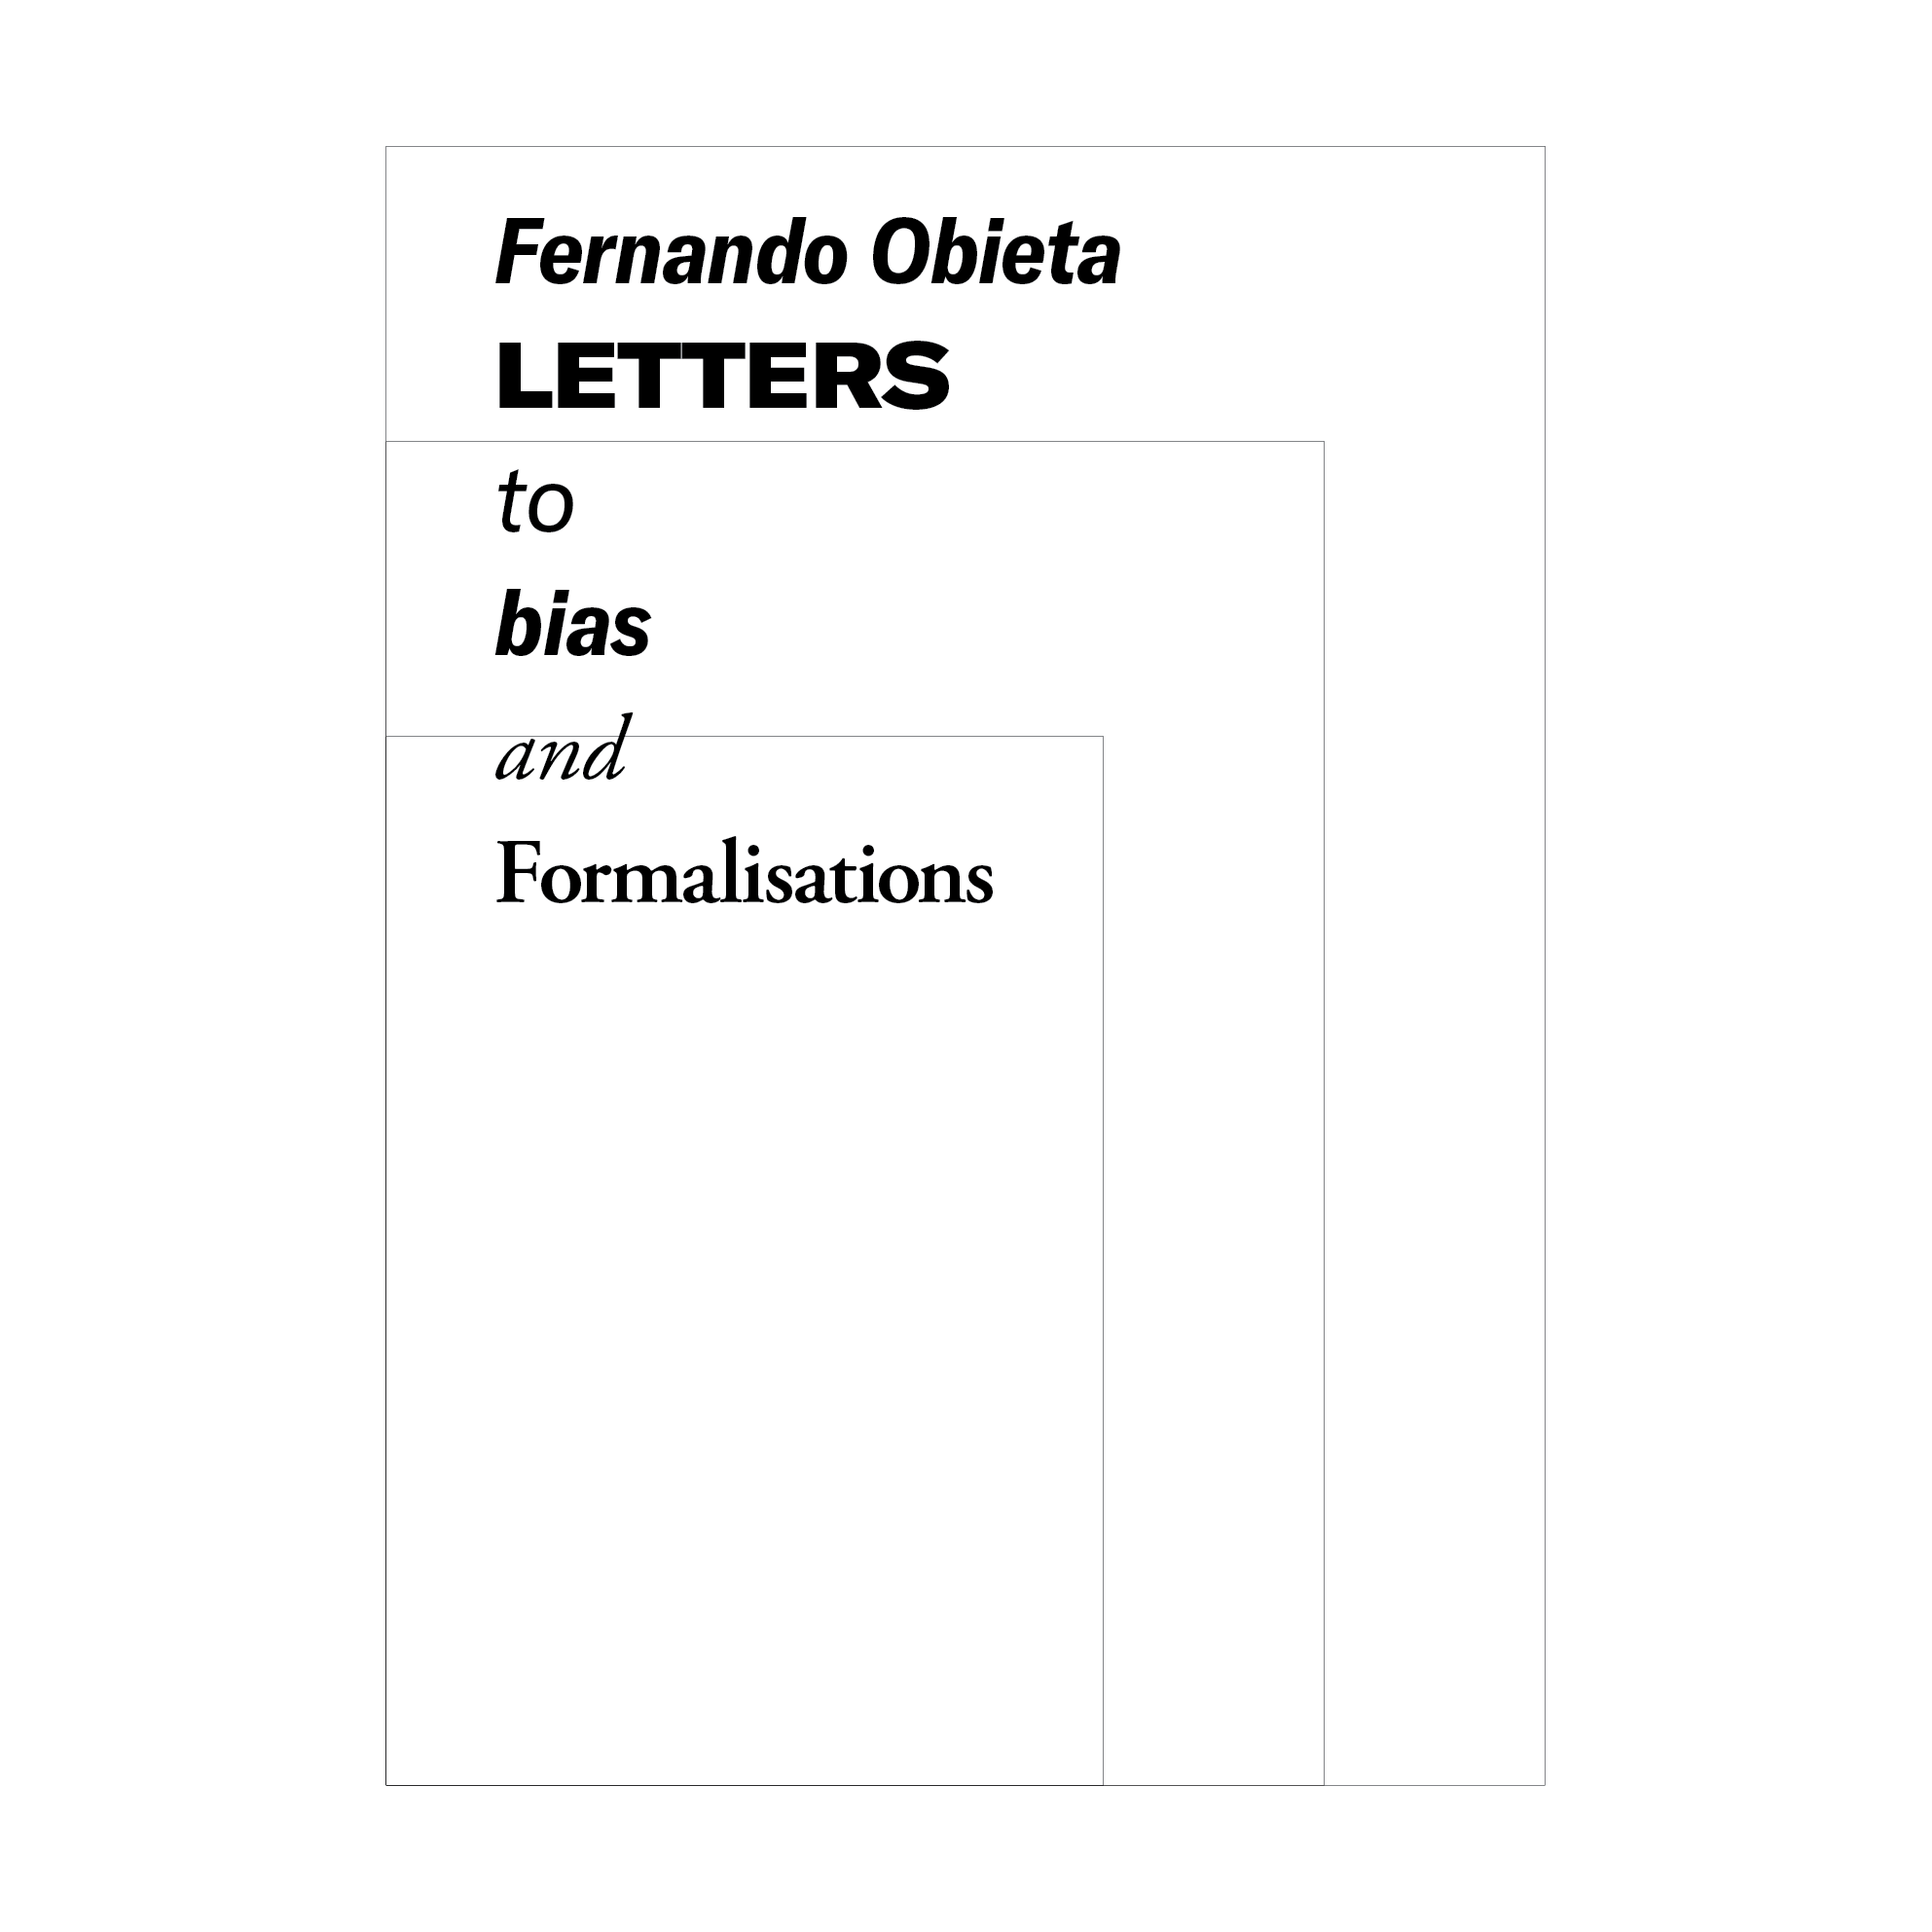 Fernando Obieta
LETTERS
to
bias
and
Formalisations